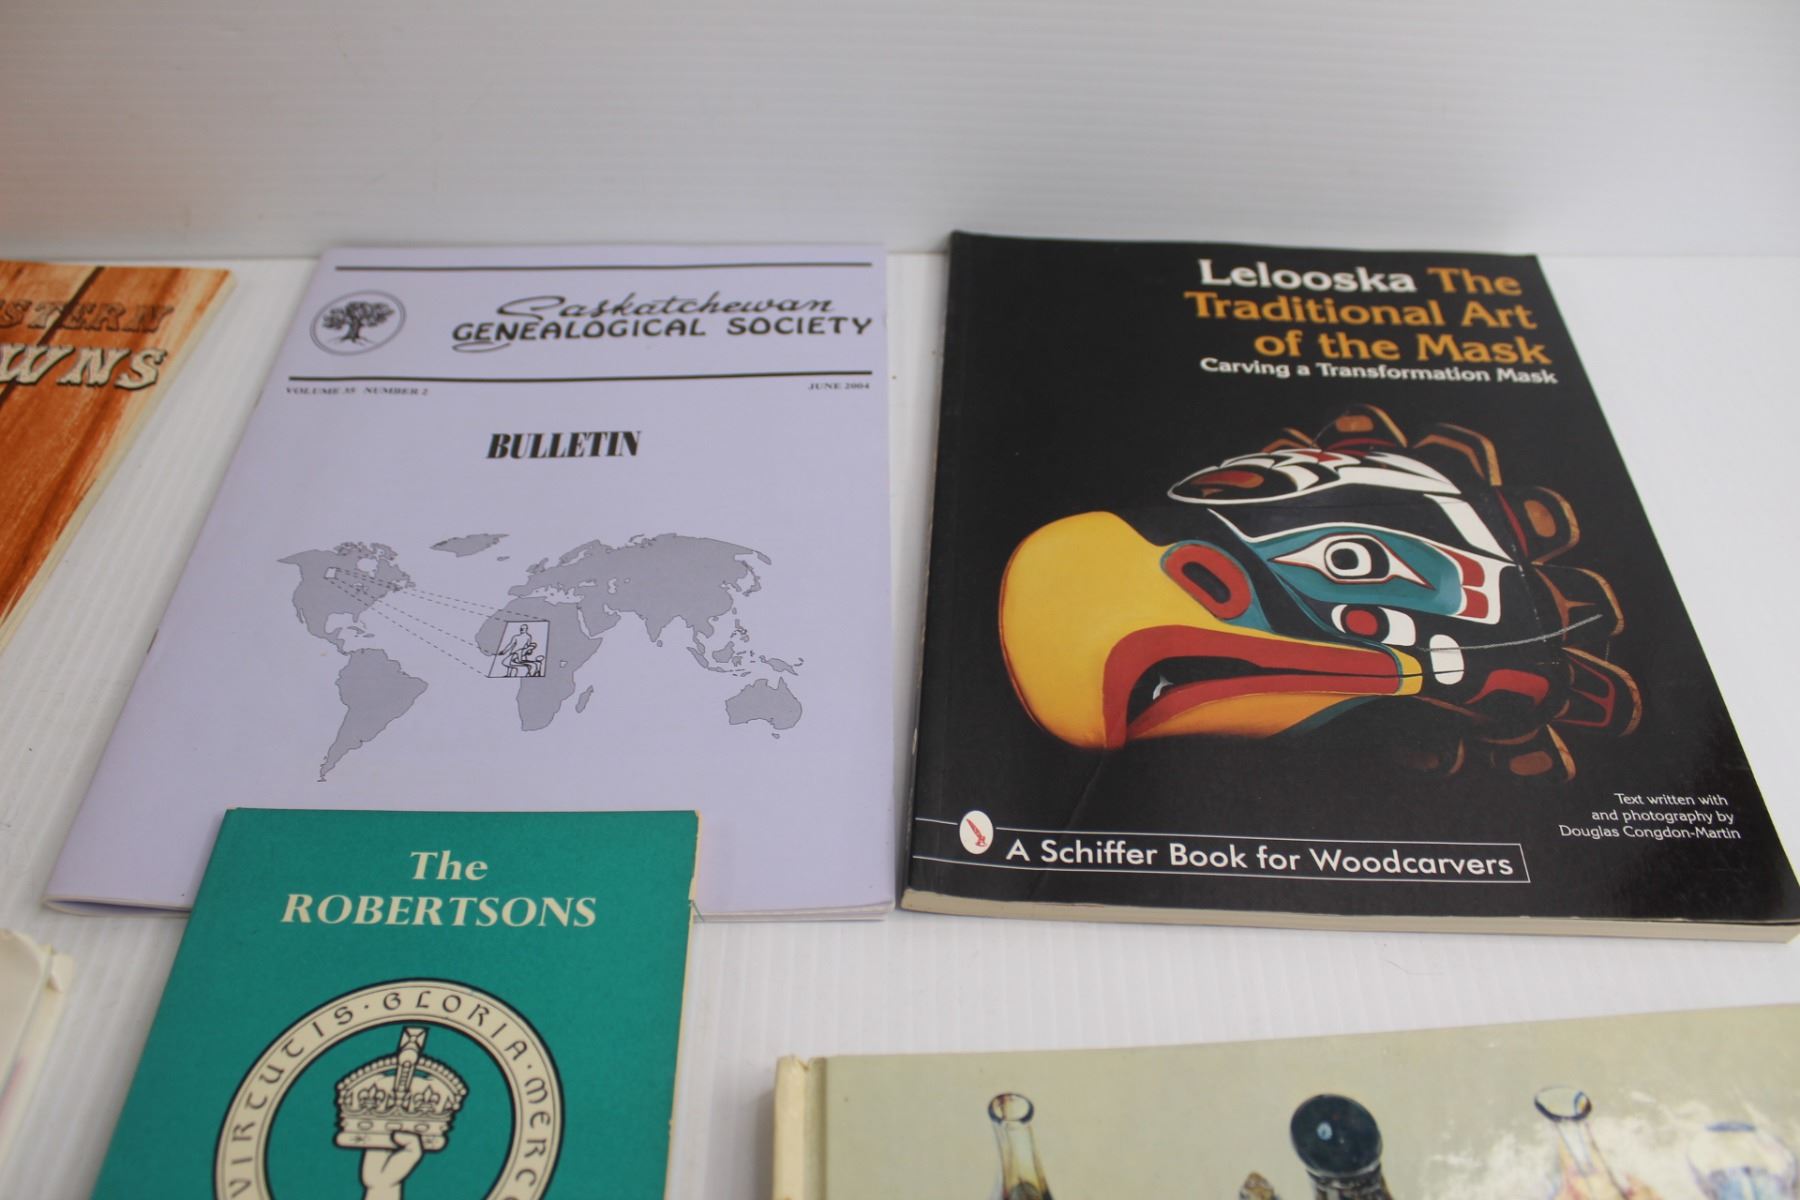 WNS
Saskatchewan
GENEALOGICAL SOCIETY
VOLUME 35 NUMBER 2 JUNE 2004
BULLETIN
Lelooska The
Traditional Art
of the Mask
Carving a Transformation Mask
Text written with
and photography by
Douglas Congdon-Martin
A Schiffer Book for Woodcarvers
The
ROBERTSONS
VIRTUTIS · GLORIA · MERC